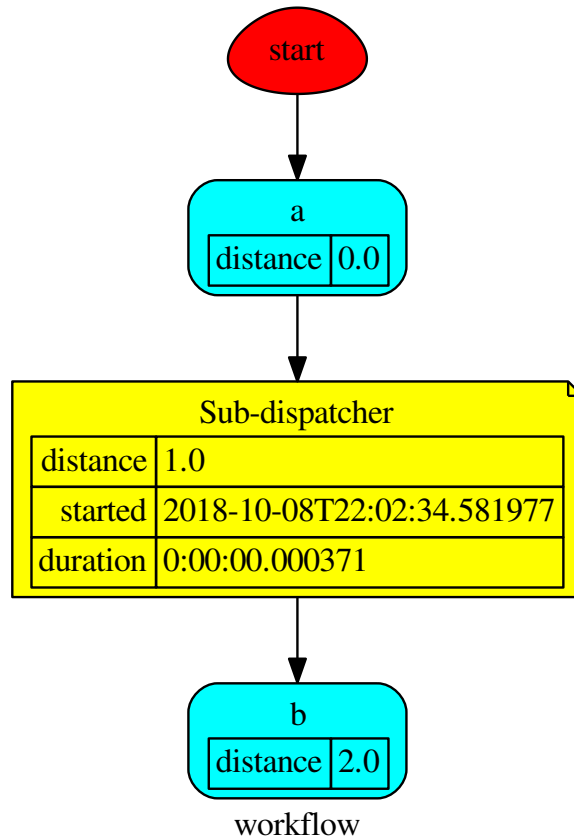 start
a
distance 0.0
Sub-dispatcher
distance 1.0
started 2018-10-08T22:02:34.581977
duration 0:00:00.000371
b
distance 2.0
workflow